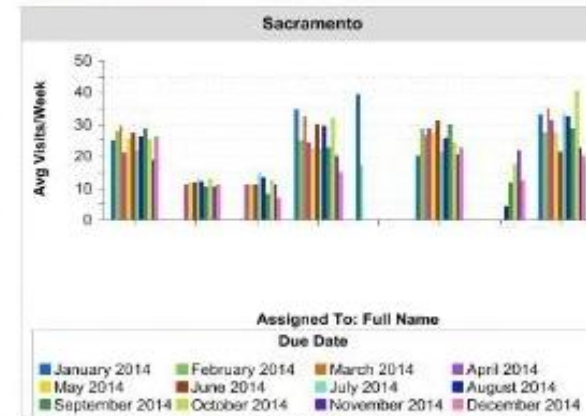 Sacramento
50
40
30
20
10
0
Avg Visits/Week
Assigned To: Full Name
Due Date
January 2014 February 2014 March 2014 April 2014
May 2014 June 2014 July 2014 August 2014
September 2014 October 2014 November 2014 December 2014